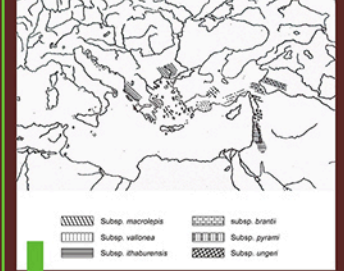 Subsp. macrolepis
subsp. brantii
Subsp. vallonea
Subsp. pyrami
Subsp. ithaburensis
Subsp. ungeri